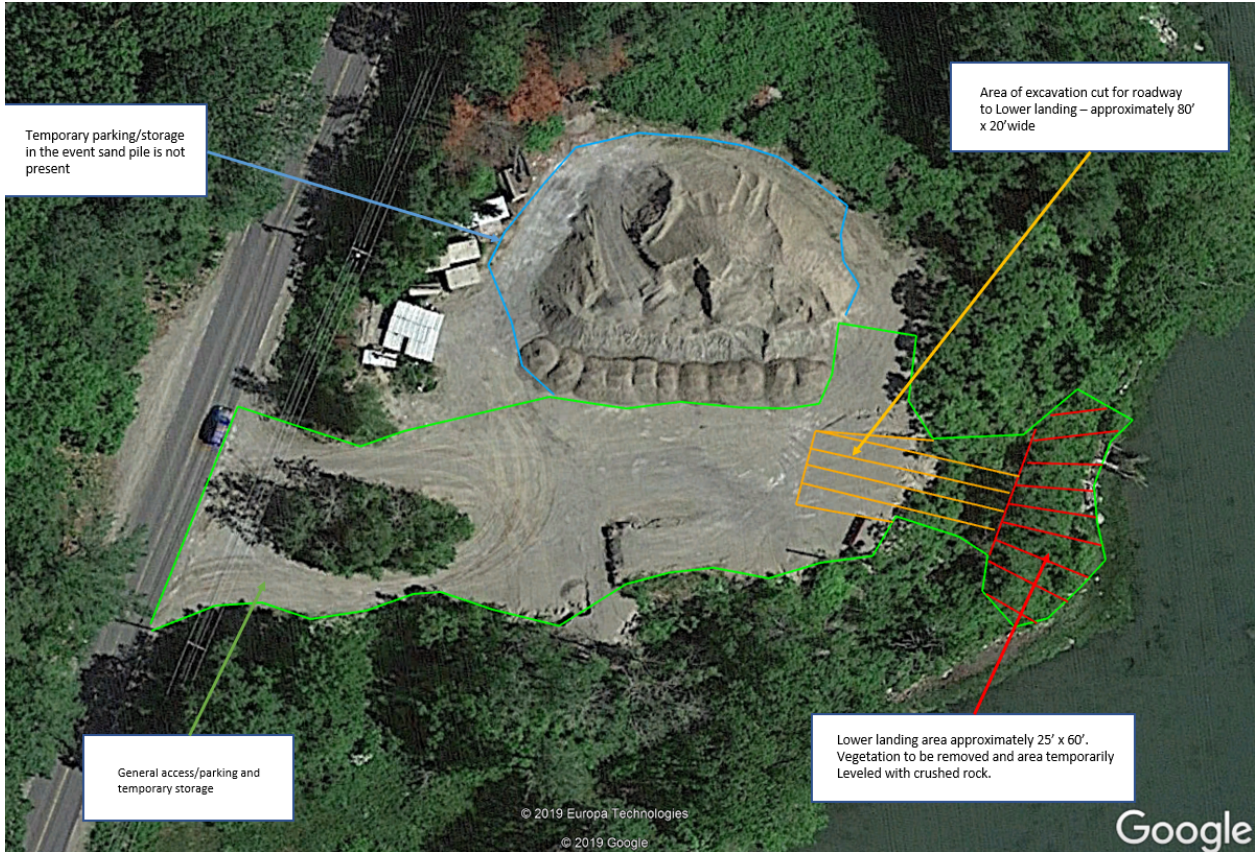 Temporary parking/storage
in the event sand pile is not
present
Area of excavation cut for roadway
to Lower landing – approximately 80'
x 20'wide
General access/parking and
temporary storage
Lower landing area approximately 25' x 60'.
Vegetation to be removed and area temporarily
Leveled with crushed rock.
© 2019 Europa Technologies
© 2019 Google
Google